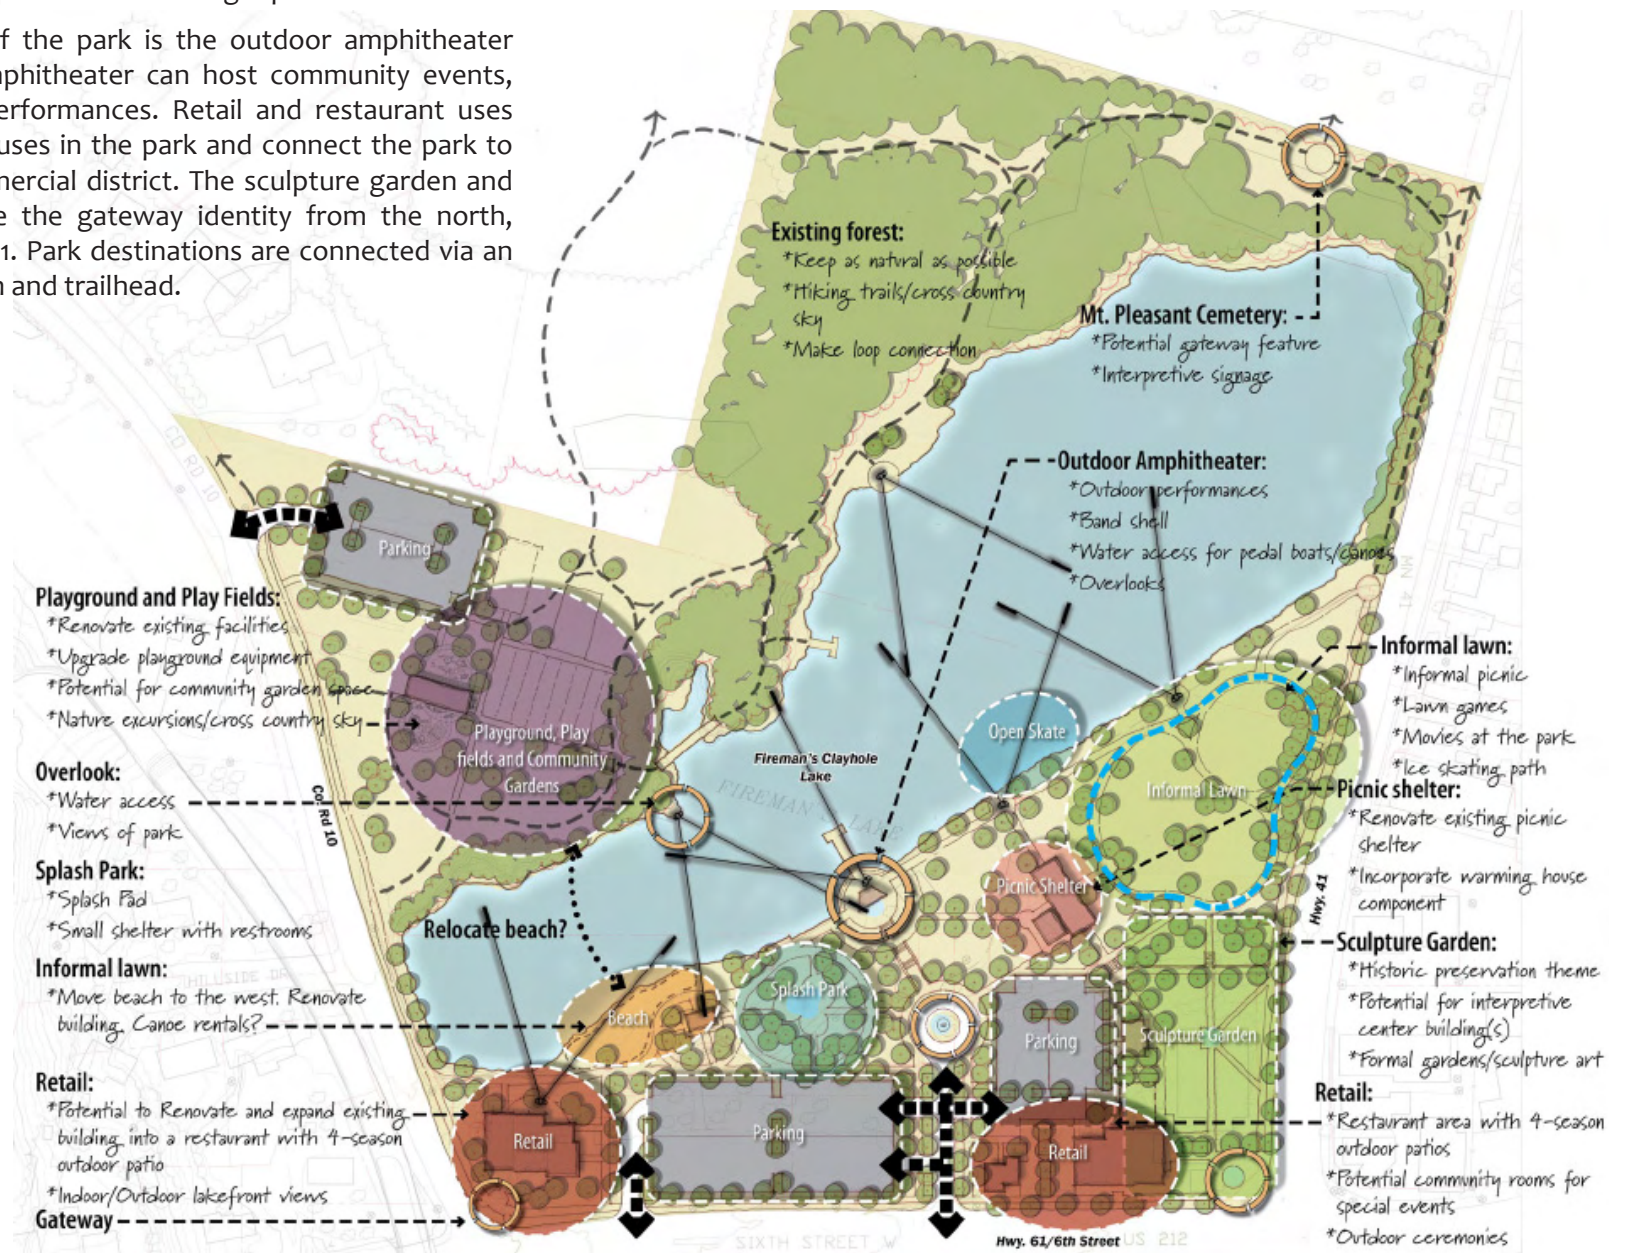 f the park is the outdoor amphitheater
nphitheater can host community events,
erformances. Retail and restaurant uses
uses in the park and connect the park to
mercial district. The sculpture garden and
e the gateway identity from the north,
1. Park destinations are connected via an
n and trailhead.
Existing forest:
*Keep as natural as possible
*Hiking trails/cross country
sky
*Make loop connection
Mt. Pleasant Cemetery:
*Potential gateway feature
*Interpretive signage
Outdoor Amphitheater:
*Outdoor performances
*Band shell
*Water access for pedal boats/canoes
*Overlooks
CO RD 10
Parking
Playground and Play Fields:
*Renovate existing facilities
*Upgrade playground equipment
*Potential for community garden space
*Nature excursions/cross country sky
Playground, Play
fields and Community
Gardens
Overlook:
*Water access
*Views of park
Co. Rd 10
Splash Park:
*Splash Pad
*Small shelter with restrooms
Informal lawn:
*Move beach to the west. Renovate
building. Canoe rentals?
HILLSIDE DR
Retail:
*Potential to Renovate and expand existing
building into a restaurant with 4-season
outdoor patio
*Indoor/Outdoor lakefront views
Gateway
Relocate beach?
Fireman's Clayhole
Lake
FIREMAN'S LAKE
Open Skate
Informal Lawn
Picnic Shelter
Beach
Splash Park
Parking
Sculpture Garden
Retail
Parking
Retail
MN 41
Informal lawn:
*Informal picnic
*Lawn games
*Movies at the park
*Ice skating path
Picnic shelter:
*Renovate existing picnic
shelter
*Incorporate warming house
component
Hwy. 41
Sculpture Garden:
*Historic preservation theme
*Potential for interpretive
center building(s)
*Formal gardens/sculpture art
Retail:
*Restaurant area with 4-season
outdoor patios
*Potential community rooms for
special events
*Outdoor ceremonies
SIXTH STREET W
Hwy. 61/6th Street
US 212